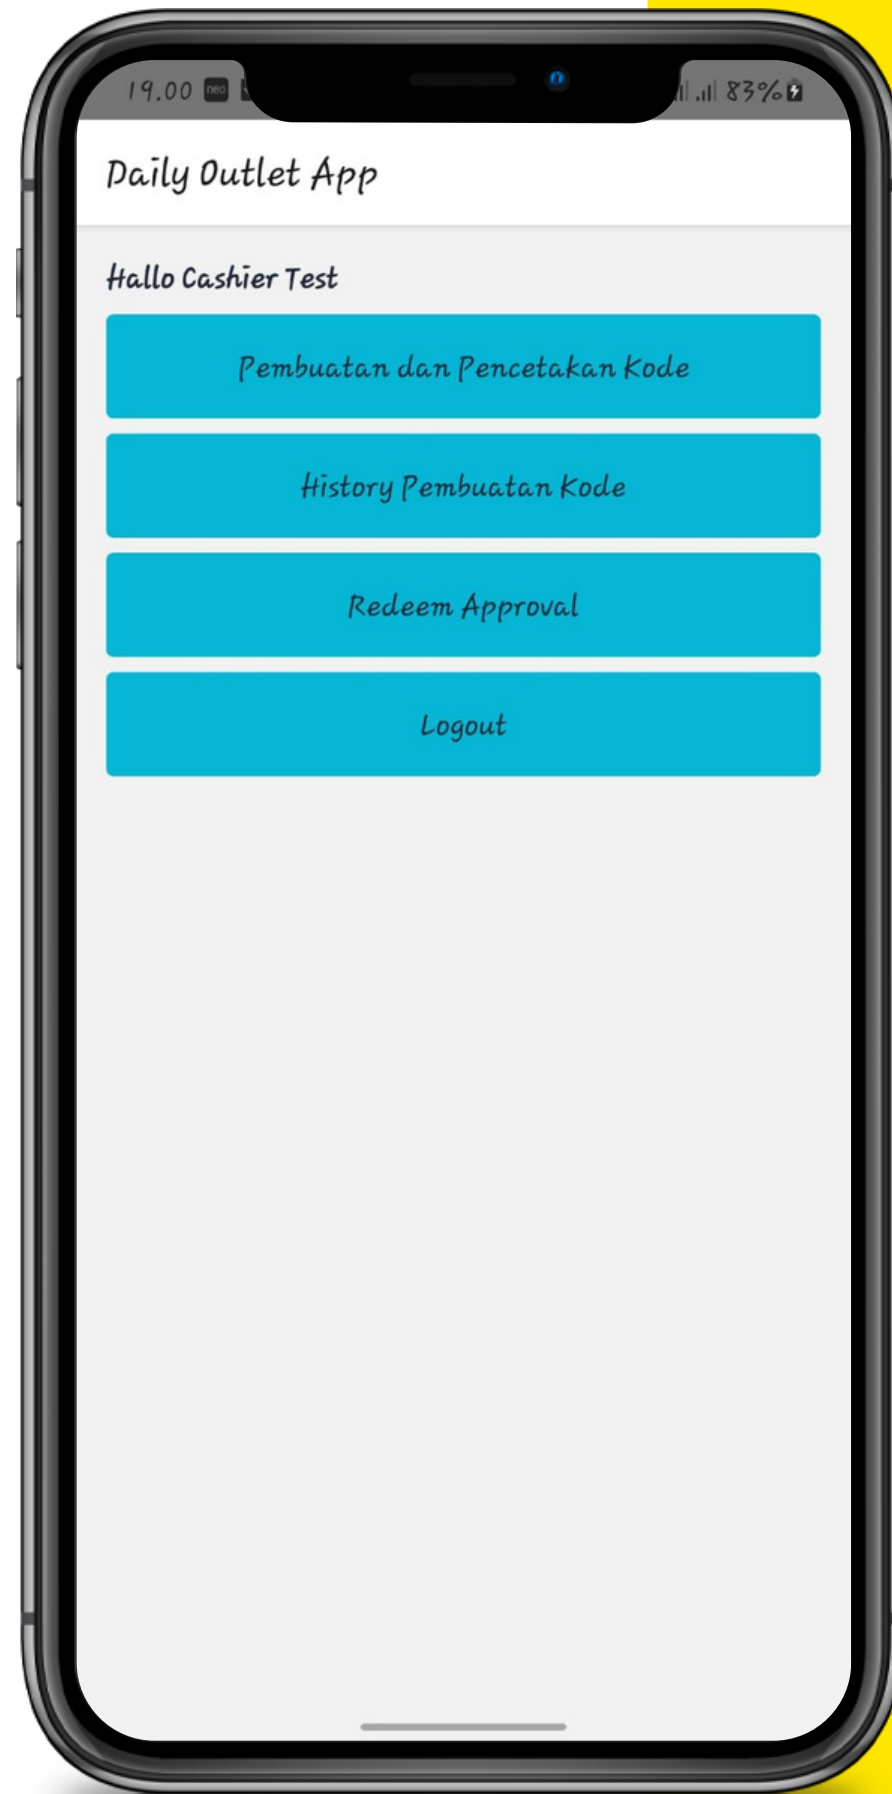 19.00 neo 83%
Daily Outlet App
Hallo Cashier Test
Pembuatan dan Pencetakan Kode
History Pembuatan Kode
Redeem Approval
Logout